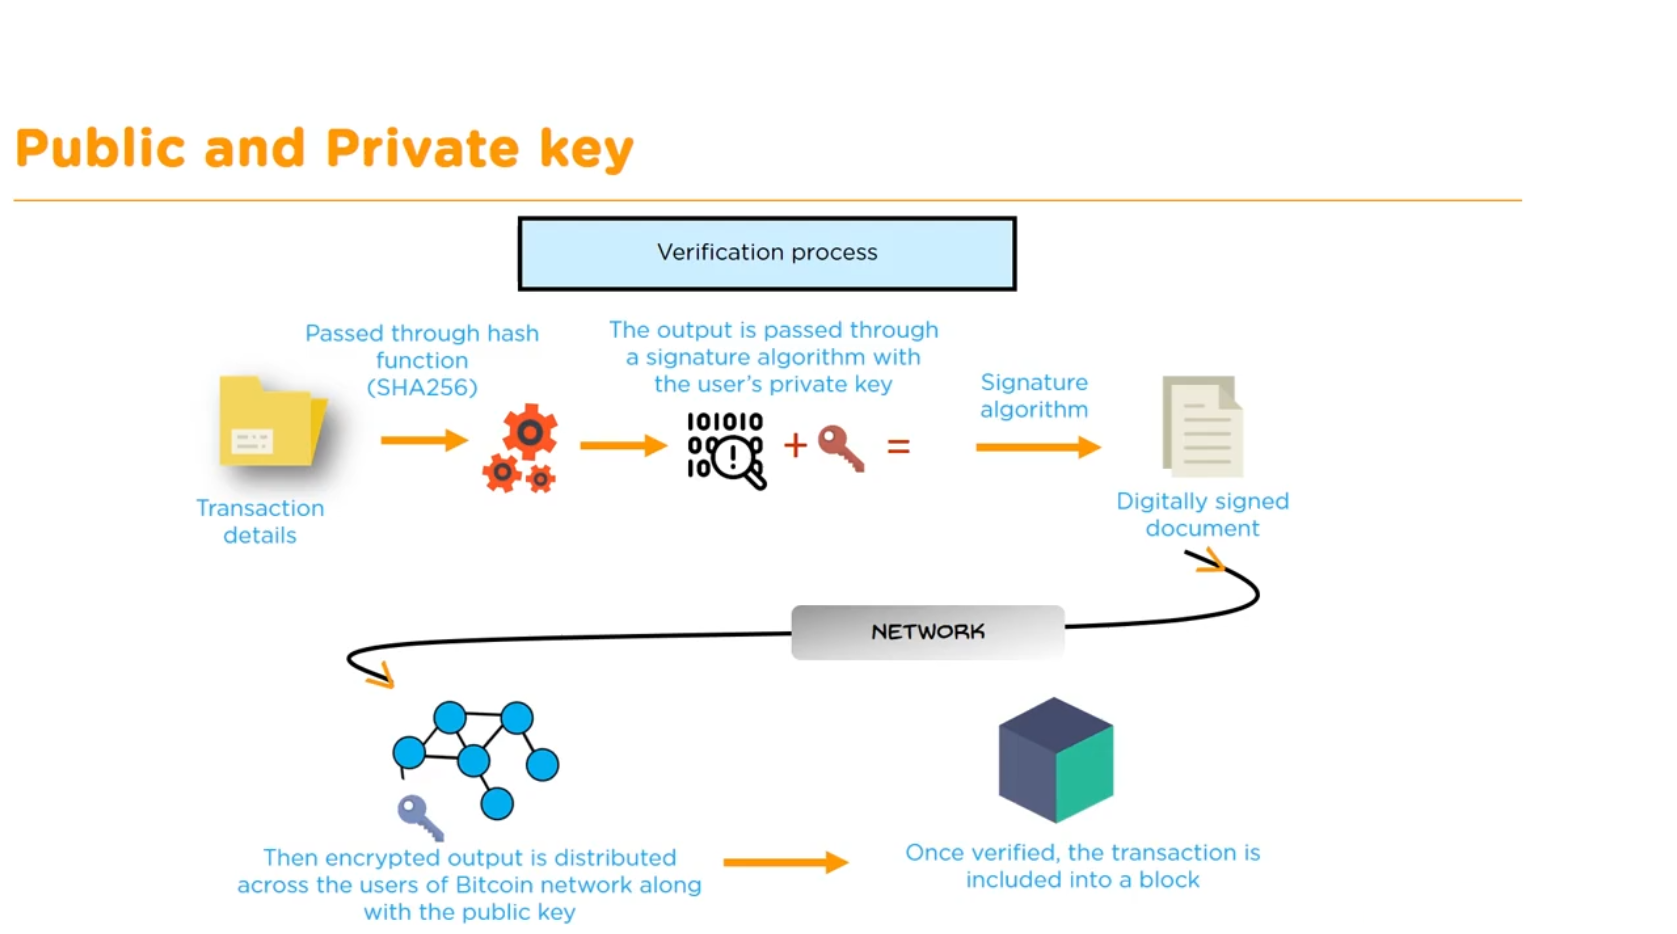 Public and Private key
Verification process
Passed through hash
function
(SHA256)
The output is passed through
a signature algorithm with
the user's private key
Signature
algorithm
101010
Transaction
details
Digitally signed
document
NETWORK
Then encrypted output is distributed
across the users of Bitcoin network along
with the public key
Once verified, the transaction is
included into a block